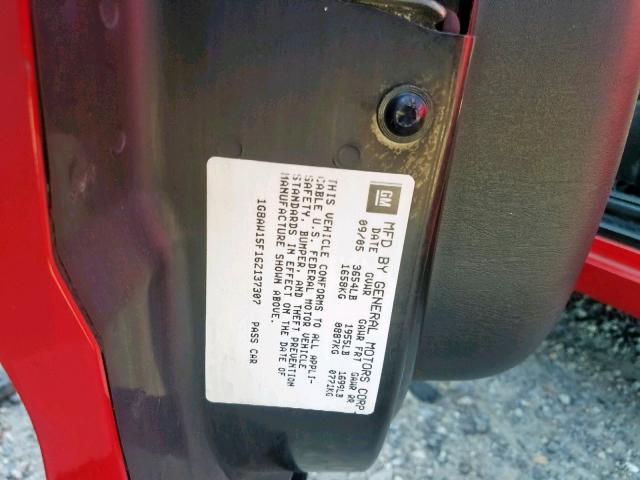 GM MFD BY GENERAL MOTORS CORP
DATE GVWR GAWR FRT GAWR RR
09/05 3654LB 1955LB 1699LB
1658KG 0887KG 0771KG
THIS VEHICLE CONFORMS TO ALL APPLI-
CABLE U.S. FEDERAL MOTOR VEHICLE
SAFETY, BUMPER, AND THEFT PREVENTION
STANDARDS IN EFFECT ON THE DATE OF
MANUFACTURE SHOWN ABOVE.
1G8AW15F16Z137307 PASS CAR